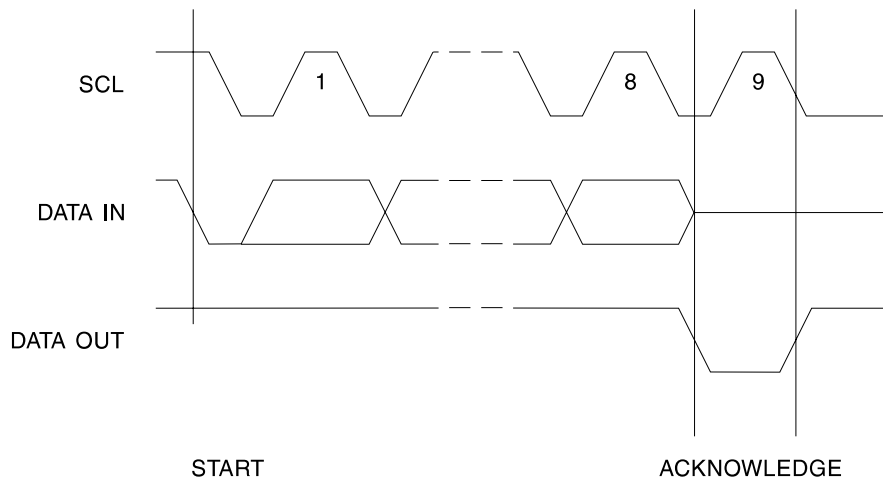 SCL
1
8
9
DATA IN
DATA OUT
START
ACKNOWLEDGE